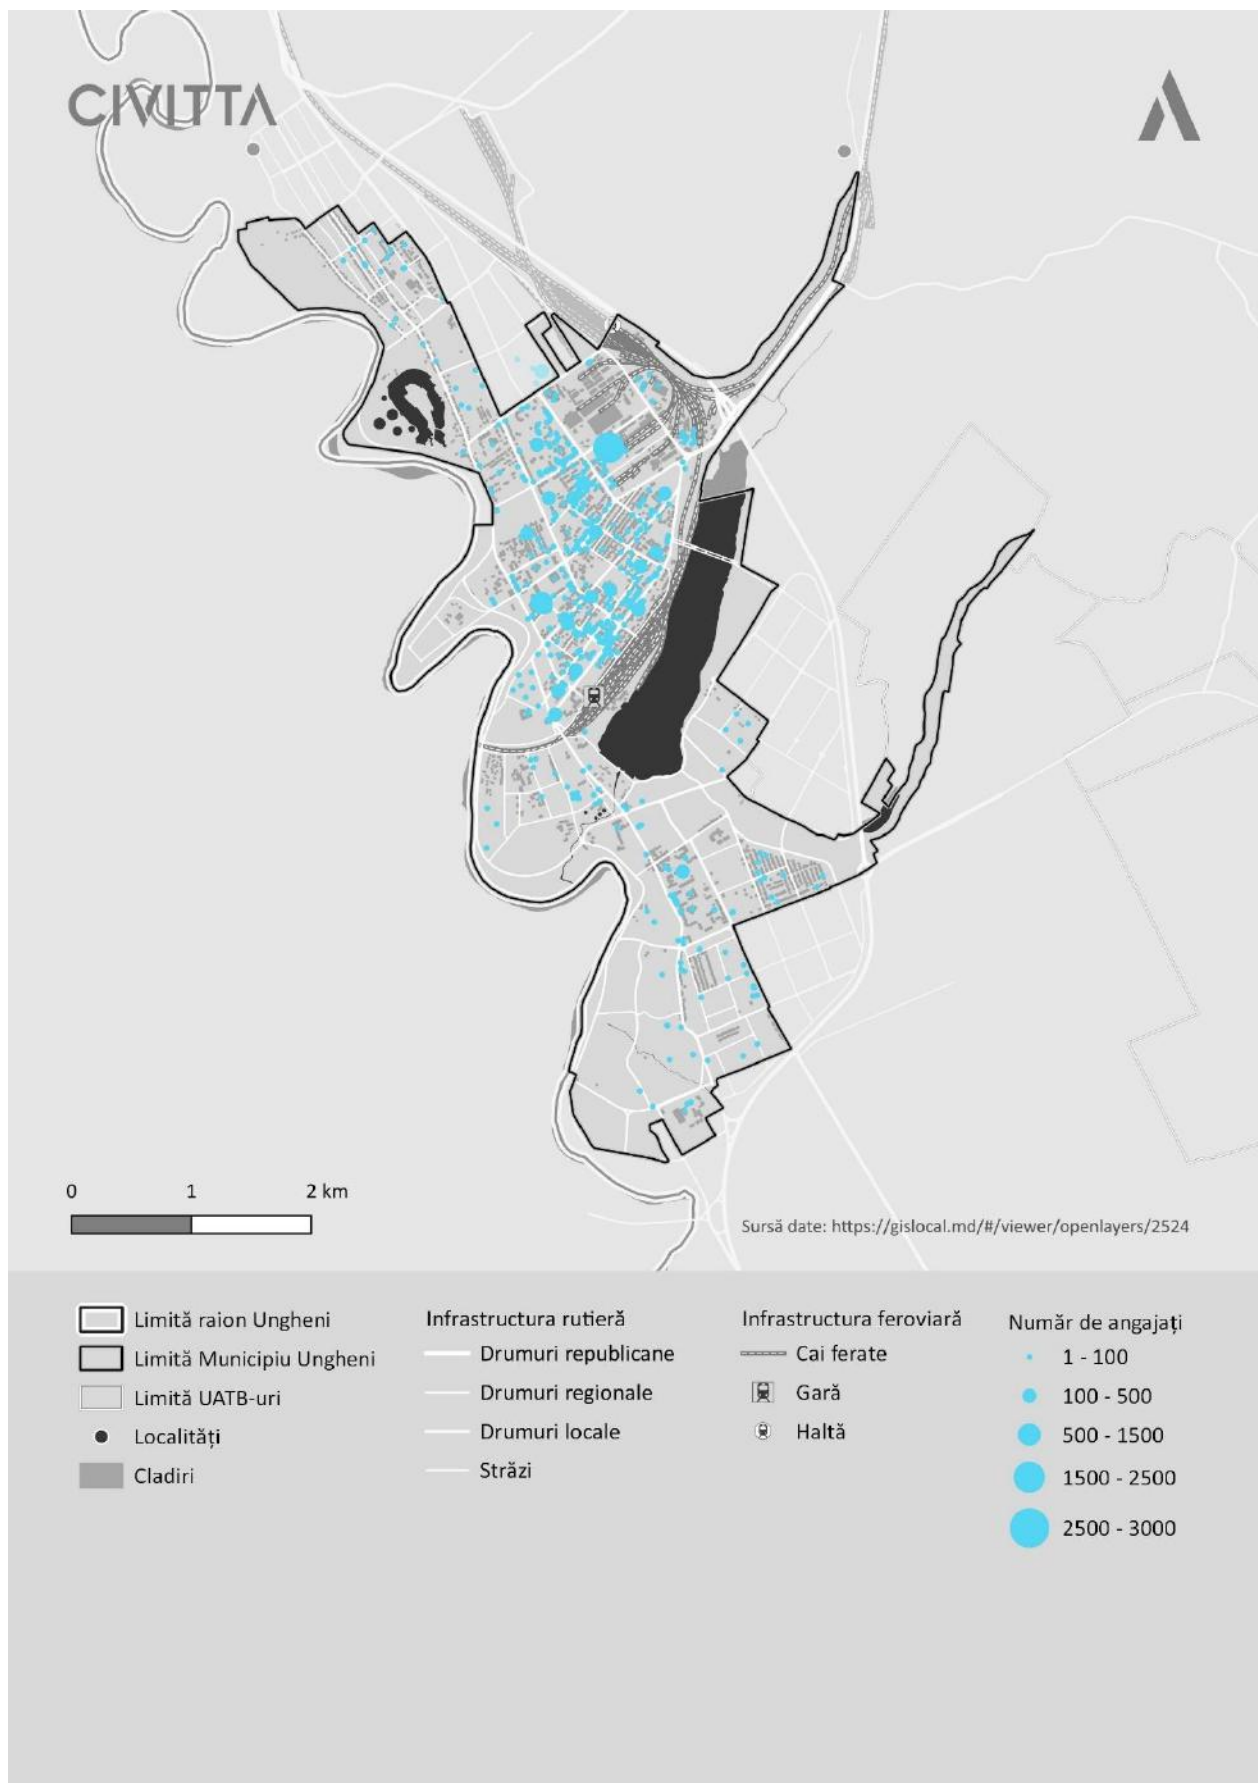 CIVITTA
0 1 2 km
Sursă date: https://gislocal.md/#/viewer/openlayers/2524
Limită raion Ungheni
Limită Municipiu Ungheni
Limită UATB-uri
Localități
Cladiri
Infrastructura rutieră
Drumuri republicane
Drumuri regionale
Drumuri locale
Străzi
Infrastructura feroviară
Cai ferate
Gară
Haltă
Număr de angajați
1 - 100
100 - 500
500 - 1500
1500 - 2500
2500 - 3000